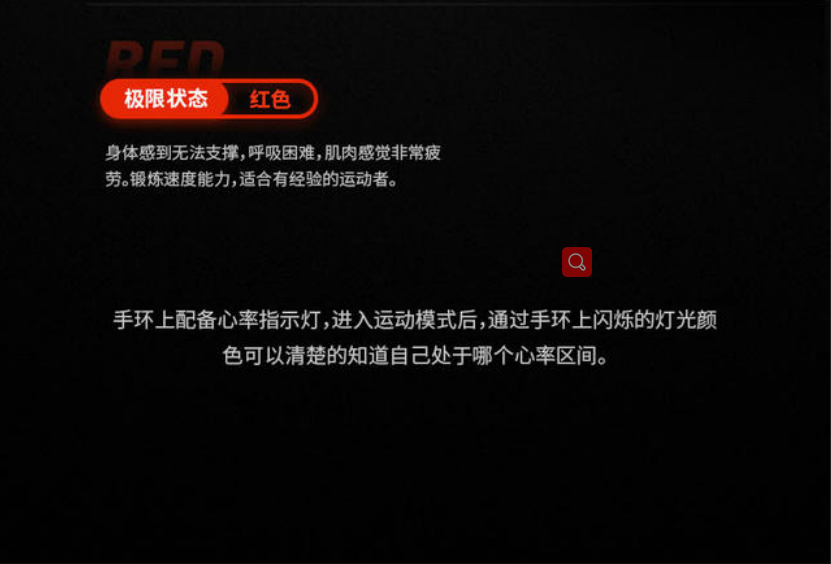 RED
极限状态 红色
身体感到无法支撑,呼吸困难,肌肉感觉非常疲
劳。锻炼速度能力,适合有经验的运动者。
手环上配备心率指示灯,进入运动模式后,通过手环上闪烁的灯光颜
色可以清楚的知道自己处于哪个心率区间。